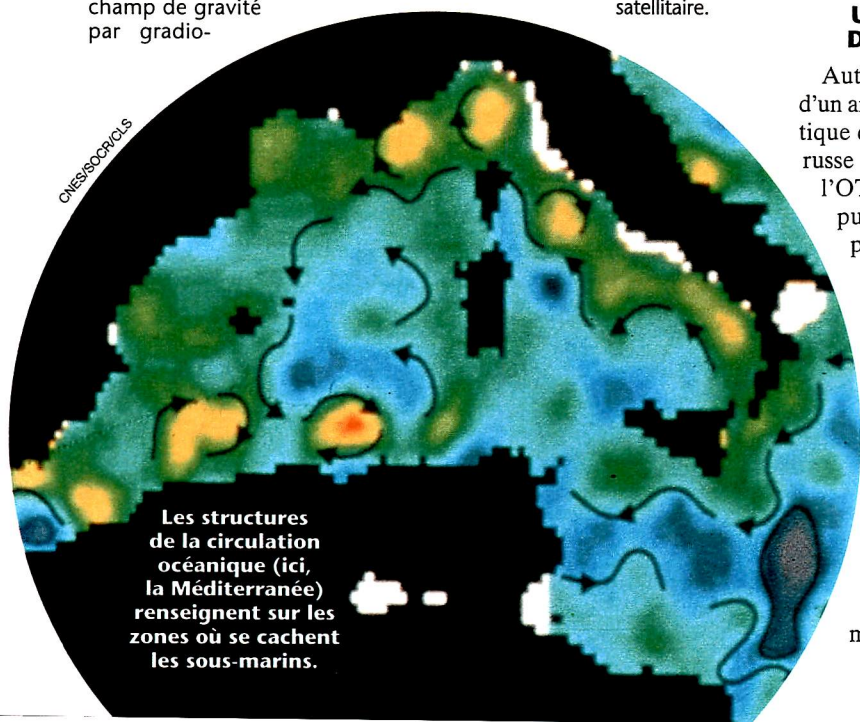 champ de gravité
par gradio-
satellitaire.
CNES/SOCR/CLS
Les structures
de la circulation
océanique (ici,
la Méditerranée)
renseignent sur les
zones où se cachent
les sous-marins.
U
D
Aut
d'un a
tique
russe
l'OT
pu
p
m